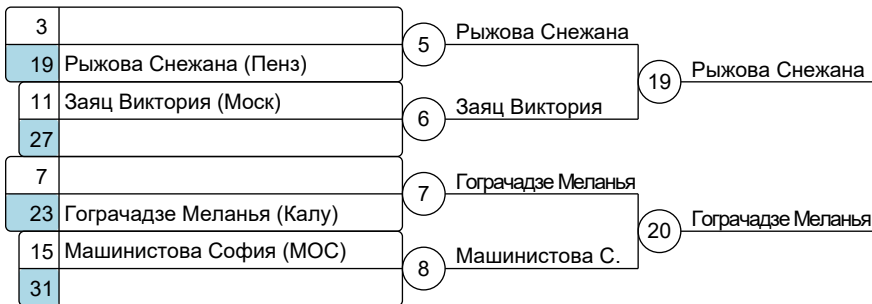 3
5 Рыжова Снежана
19 Рыжова Снежана (Пенз)
19 Рыжова Снежана
11 Заяц Виктория (Моск)
6 Заяц Виктория
27
7
7 Гограчадзе Меланья
23 Гограчадзе Меланья (Калу)
20 Гограчадзе Меланья
15 Машинистова София (МОС)
8 Машинистова С.
31